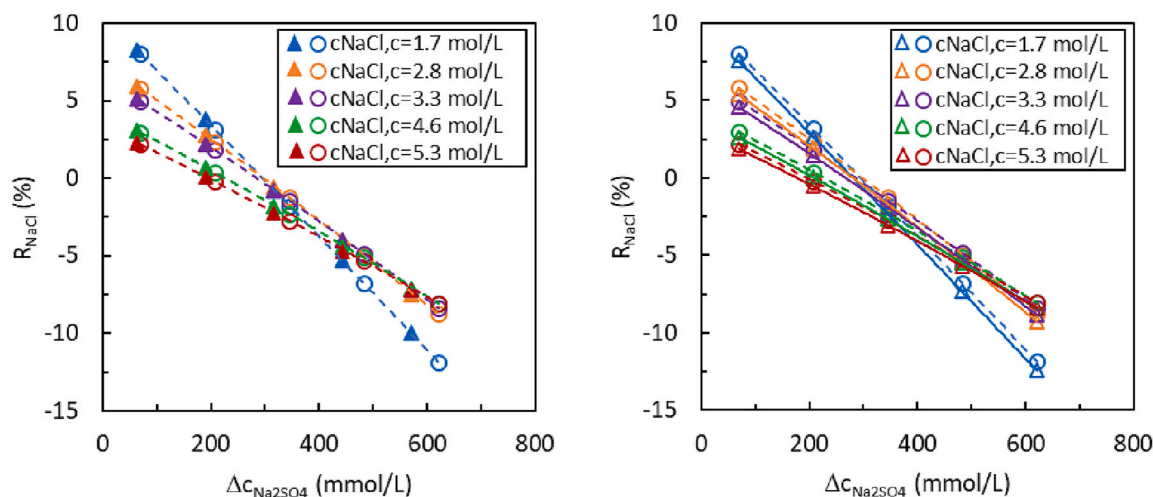 10
5
0
-5
-10
-15
R_NaCl (%)
cNaCl,c=1.7 mol/L
cNaCl,c=2.8 mol/L
cNaCl,c=3.3 mol/L
cNaCl,c=4.6 mol/L
cNaCl,c=5.3 mol/L
0 200 400 600 800
Δc_Na2SO4 (mmol/L)
10
5
0
-5
-10
-15
R_NaCl (%)
cNaCl,c=1.7 mol/L
cNaCl,c=2.8 mol/L
cNaCl,c=3.3 mol/L
cNaCl,c=4.6 mol/L
cNaCl,c=5.3 mol/L
0 200 400 600 800
Δc_Na2SO4 (mmol/L)